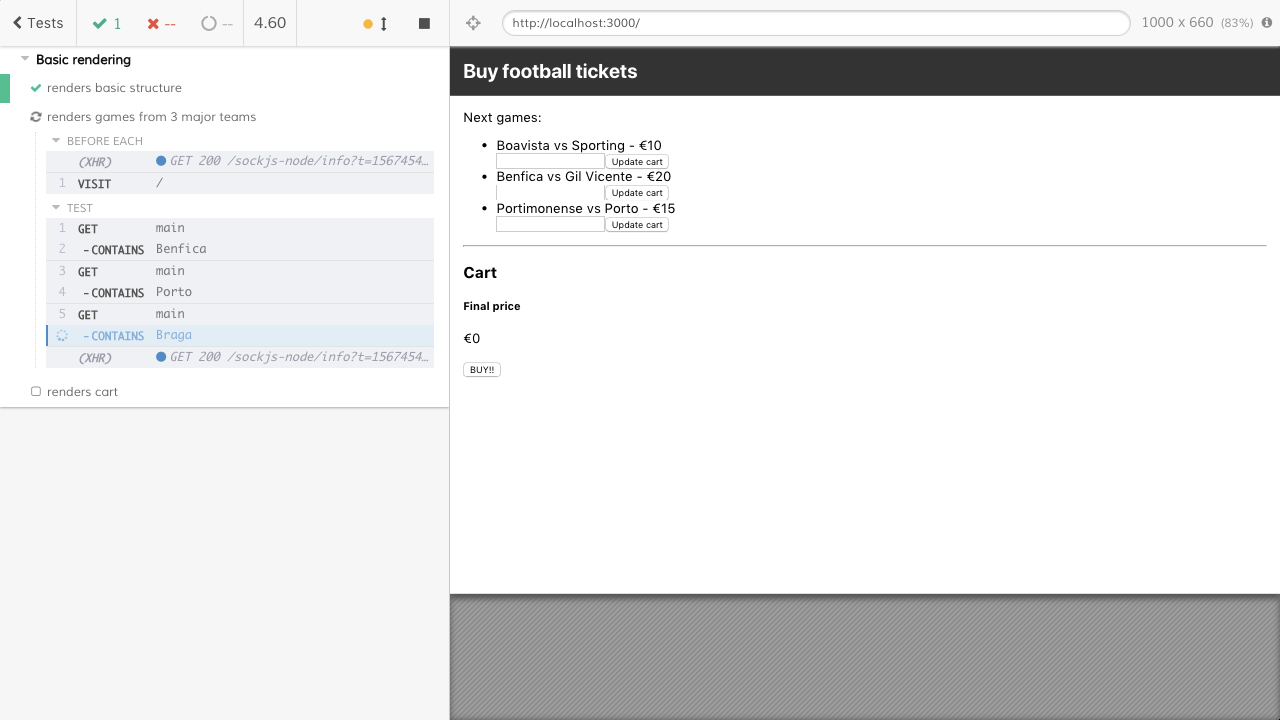 Tests
1
--
--
4.60
http://localhost:3000/
1000 x 660 (83%)
Basic rendering
renders basic structure
renders games from 3 major teams
BEFORE EACH
(XHR) GET 200 /sockjs-node/info?t=1567454…
1 VISIT /
TEST
1 GET main
2 -CONTAINS Benfica
3 GET main
4 -CONTAINS Porto
5 GET main
-CONTAINS Braga
(XHR) GET 200 /sockjs-node/info?t=1567454…
renders cart
Buy football tickets
Next games:
• Boavista vs Sporting - €10
Update cart
• Benfica vs Gil Vicente - €20
Update cart
• Portimonense vs Porto - €15
Update cart
Cart
Final price
€0
BUY!!